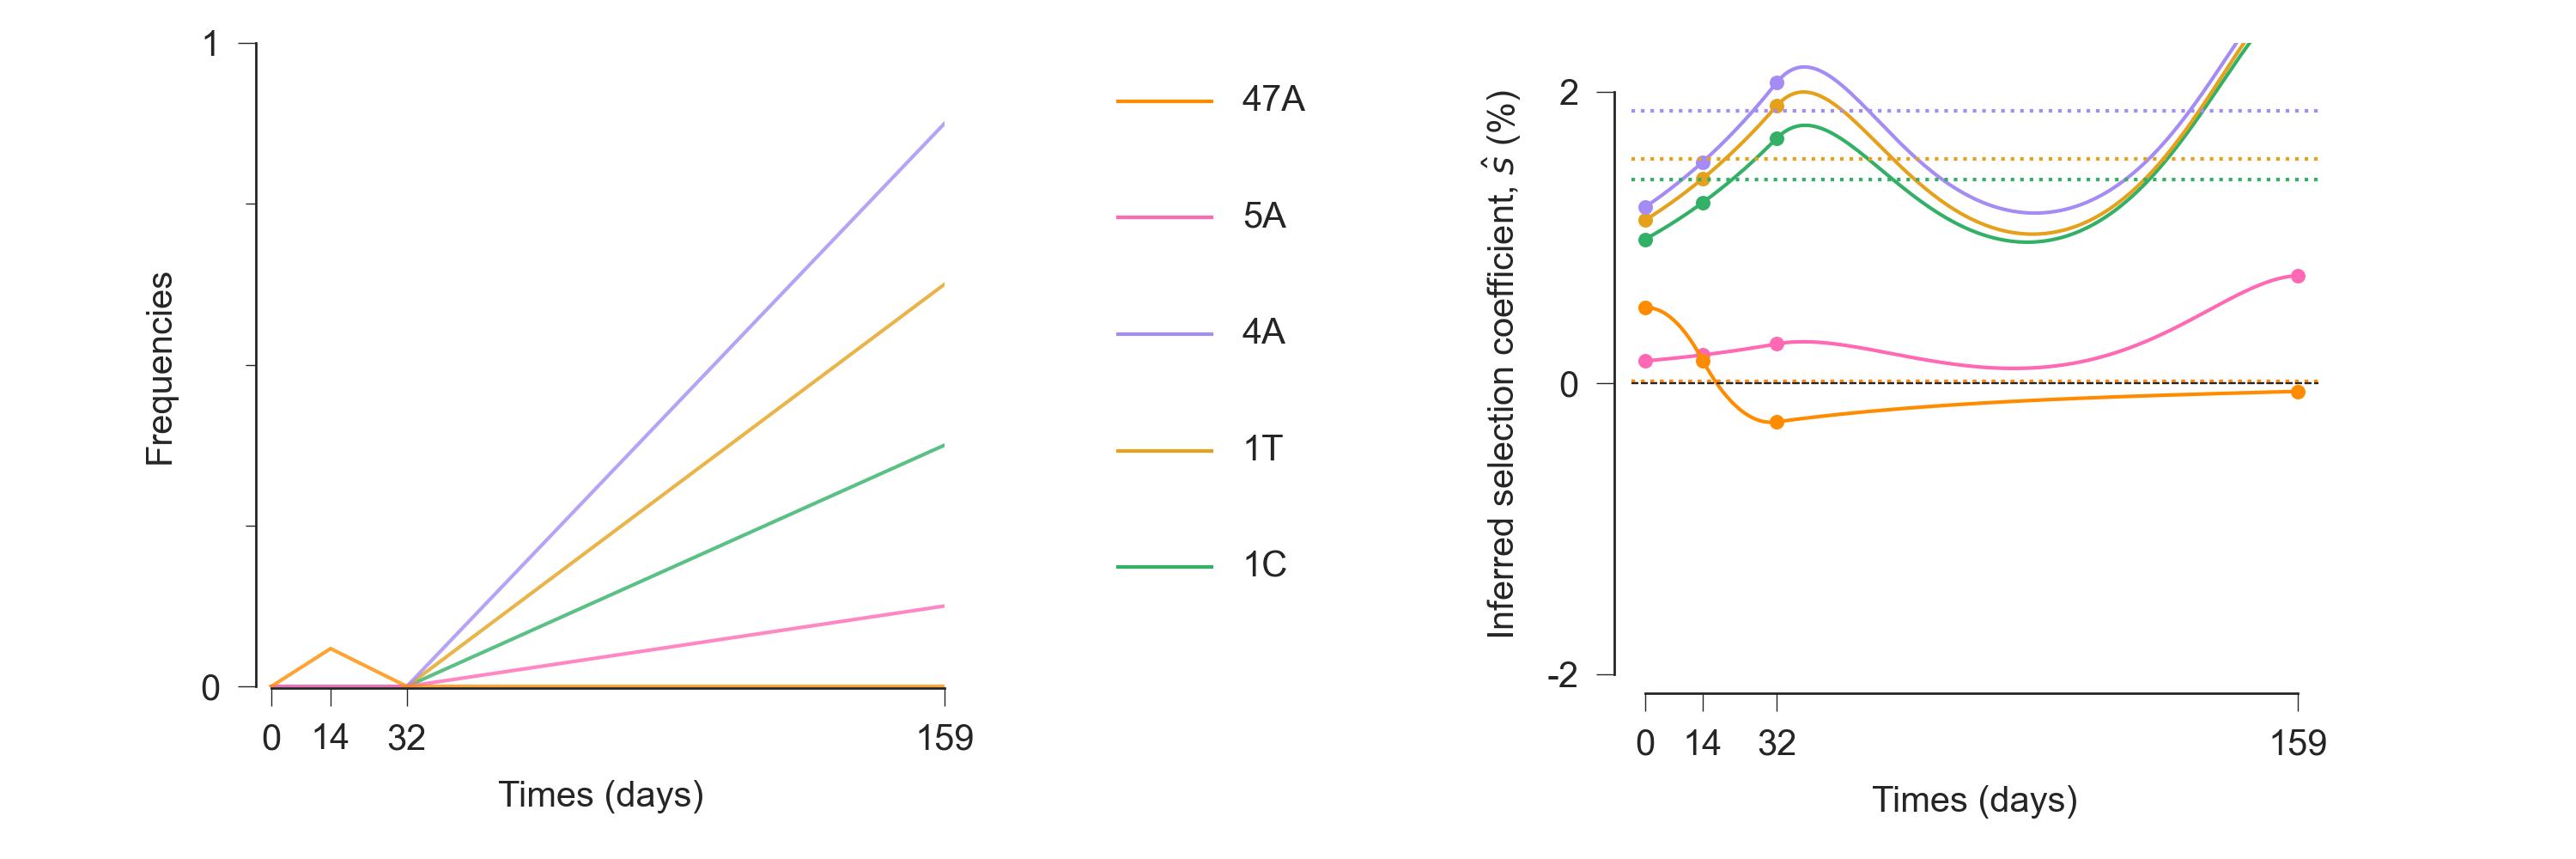 1
0
Frequencies
0 14 32 159
Times (days)
47A
5A
4A
1T
1C
2
0
-2
Inferred selection coefficient, ŝ (%)
0 14 32 159
Times (days)